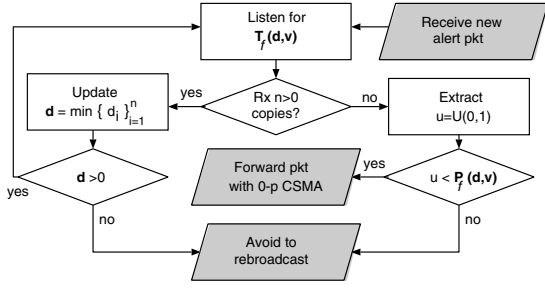 Listen for
T_f(d,v)
Receive new
alert pkt
Update
d = min { d_i }_{i=1}^n
yes
Rx n>0
copies?
no
Extract
u=U(0,1)
Forward pkt
with 0-p CSMA
yes
u < P_f(d,v)
d >0
yes
no
no
Avoid to
rebroadcast